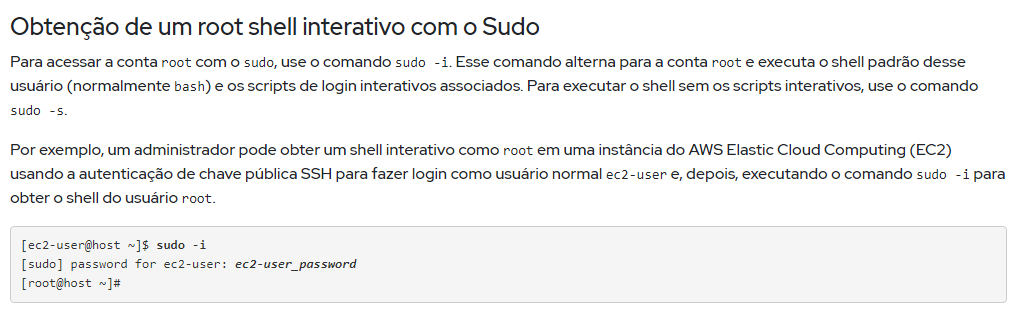 Obtenção de um root shell interativo com o Sudo
Para acessar a conta root com o sudo, use o comando sudo -i. Esse comando alterna para a conta root e executa o shell padrão desse
usuário (normalmente bash) e os scripts de login interativos associados. Para executar o shell sem os scripts interativos, use o comando
sudo -s.
Por exemplo, um administrador pode obter um shell interativo como root em uma instância do AWS Elastic Cloud Computing (EC2)
usando a autenticação de chave pública SSH para fazer login como usuário normal ec2-user e, depois, executando o comando sudo -i para
obter o shell do usuário root.
[ec2-user@host ~]$ sudo -i
[sudo] password for ec2-user: ec2-user_password
[root@host ~]#